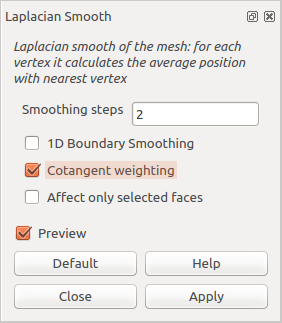 Laplacian Smooth
Laplacian smooth of the mesh: for each
vertex it calculates the average position
with nearest vertex
Smoothing steps 2
1D Boundary Smoothing
Cotangent weighting
Affect only selected faces
Preview
Default Help
Close Apply